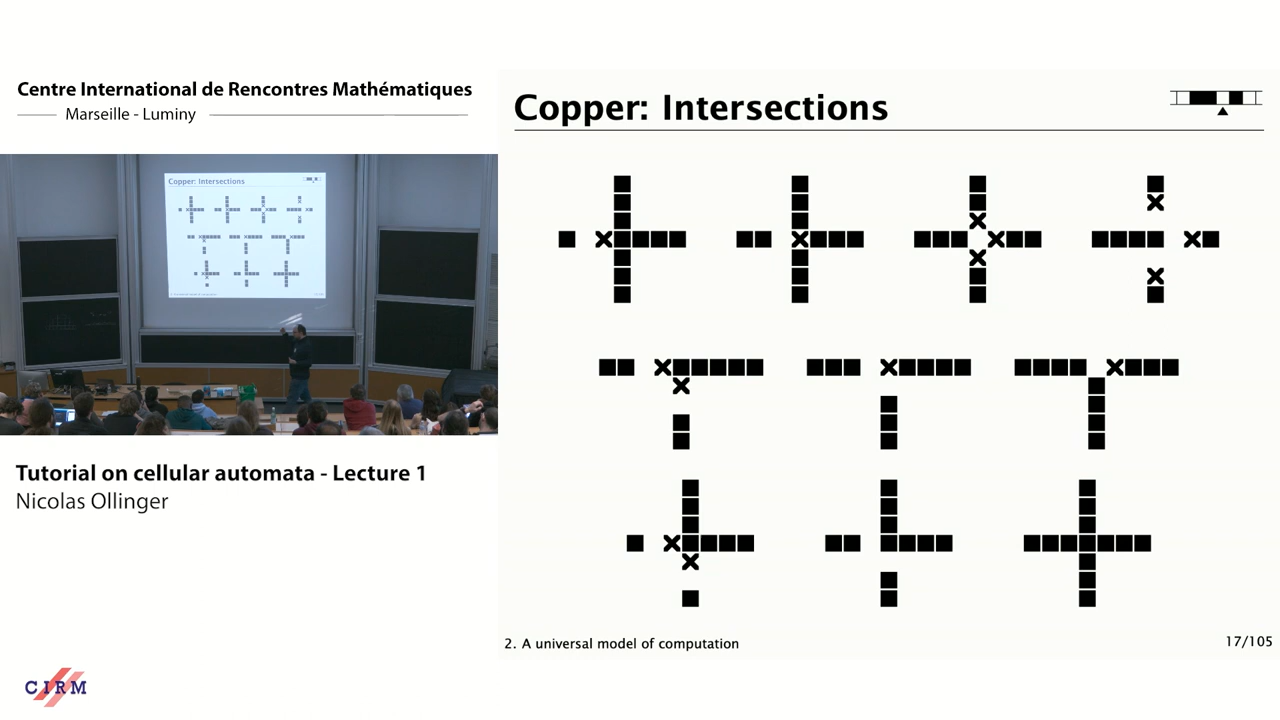 Centre International de Rencontres Mathématiques
Marseille - Luminy
Copper: Intersections
Copper: Intersections
Tutorial on cellular automata - Lecture 1
Nicolas Ollinger
2. A universal model of computation
17/105
CIRM